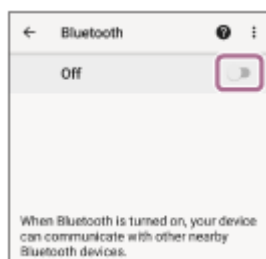 Bluetooth
Off
When Bluetooth is turned on, your device
can communicate with other nearby
Bluetooth devices.